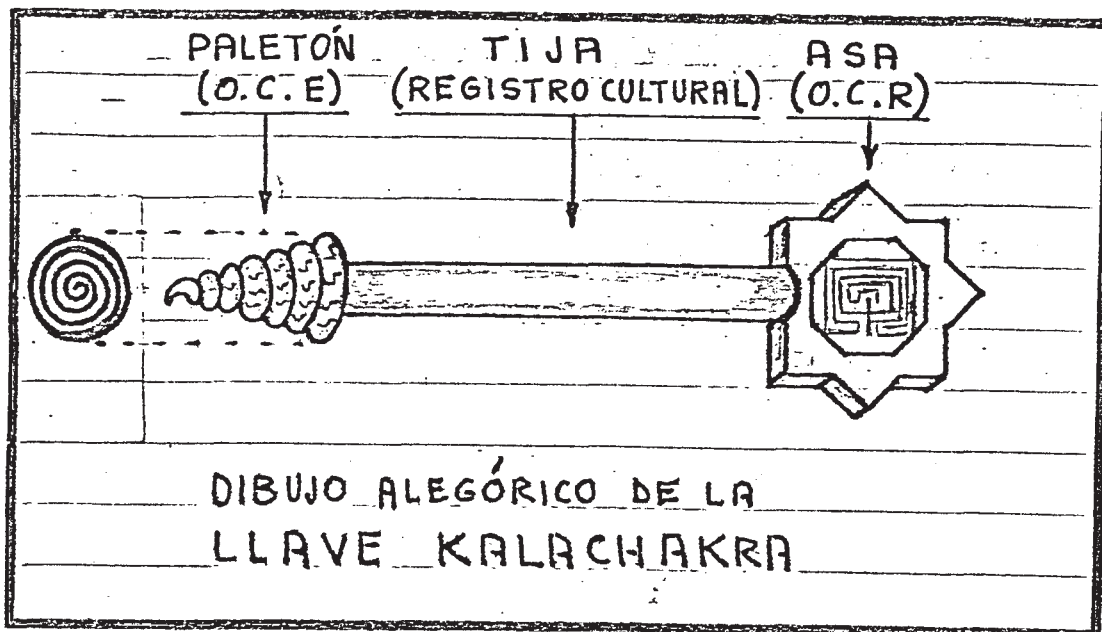 PALETÓN TIJA ASA
(O.C.E) (REGISTRO CULTURAL) (O.C.R)
DIBUJO ALEGÓRICO DE LA
LLAVE KALACHAKRA